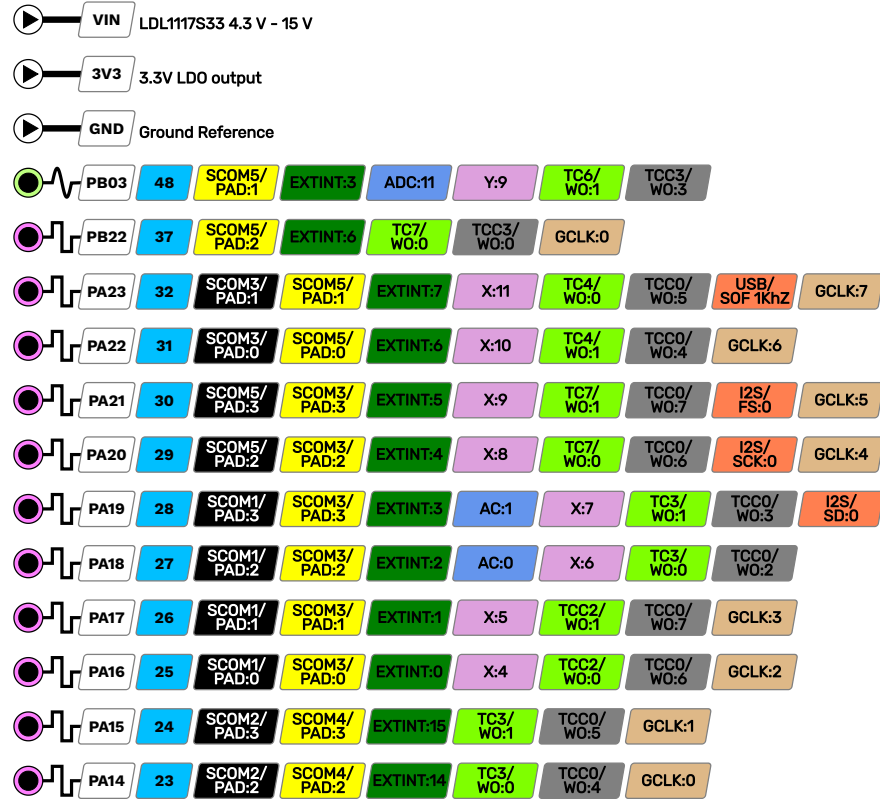 VIN LDL1117S33 4.3 V - 15 V
3V3 3.3V LDO output
GND Ground Reference
PB03 48 SCOM5/ PAD:1 EXTINT:3 ADC:11 Y:9 TC6/ WO:1 TCC3/ WO:3
PB22 37 SCOM5/ PAD:2 EXTINT:6 TC7/ WO:0 TCC3/ WO:0 GCLK:0
PA23 32 SCOM3/ PAD:1 SCOM5/ PAD:1 EXTINT:7 X:11 TC4/ WO:0 TCC0/ WO:5 USB/ SOF 1KhZ GCLK:7
PA22 31 SCOM3/ PAD:0 SCOM5/ PAD:0 EXTINT:6 X:10 TC4/ WO:1 TCC0/ WO:4 GCLK:6
PA21 30 SCOM5/ PAD:3 SCOM3/ PAD:3 EXTINT:5 X:9 TC7/ WO:1 TCC0/ WO:7 I2S/ FS:0 GCLK:5
PA20 29 SCOM5/ PAD:2 SCOM3/ PAD:2 EXTINT:4 X:8 TC7/ WO:0 TCC0/ WO:6 I2S/ SCK:0 GCLK:4
PA19 28 SCOM1/ PAD:3 SCOM3/ PAD:3 EXTINT:3 AC:1 X:7 TC3/ WO:1 TCC0/ WO:3 I2S/ SD:0
PA18 27 SCOM1/ PAD:2 SCOM3/ PAD:2 EXTINT:2 AC:0 X:6 TC3/ WO:0 TCC0/ WO:2
PA17 26 SCOM1/ PAD:1 SCOM3/ PAD:1 EXTINT:1 X:5 TCC2/ WO:1 TCC0/ WO:7 GCLK:3
PA16 25 SCOM1/ PAD:0 SCOM3/ PAD:0 EXTINT:0 X:4 TCC2/ WO:0 TCC0/ WO:6 GCLK:2
PA15 24 SCOM2/ PAD:3 SCOM4/ PAD:3 EXTINT:15 TC3/ WO:1 TCC0/ WO:5 GCLK:1
PA14 23 SCOM2/ PAD:2 SCOM4/ PAD:2 EXTINT:14 TC3/ WO:0 TCC0/ WO:4 GCLK:0